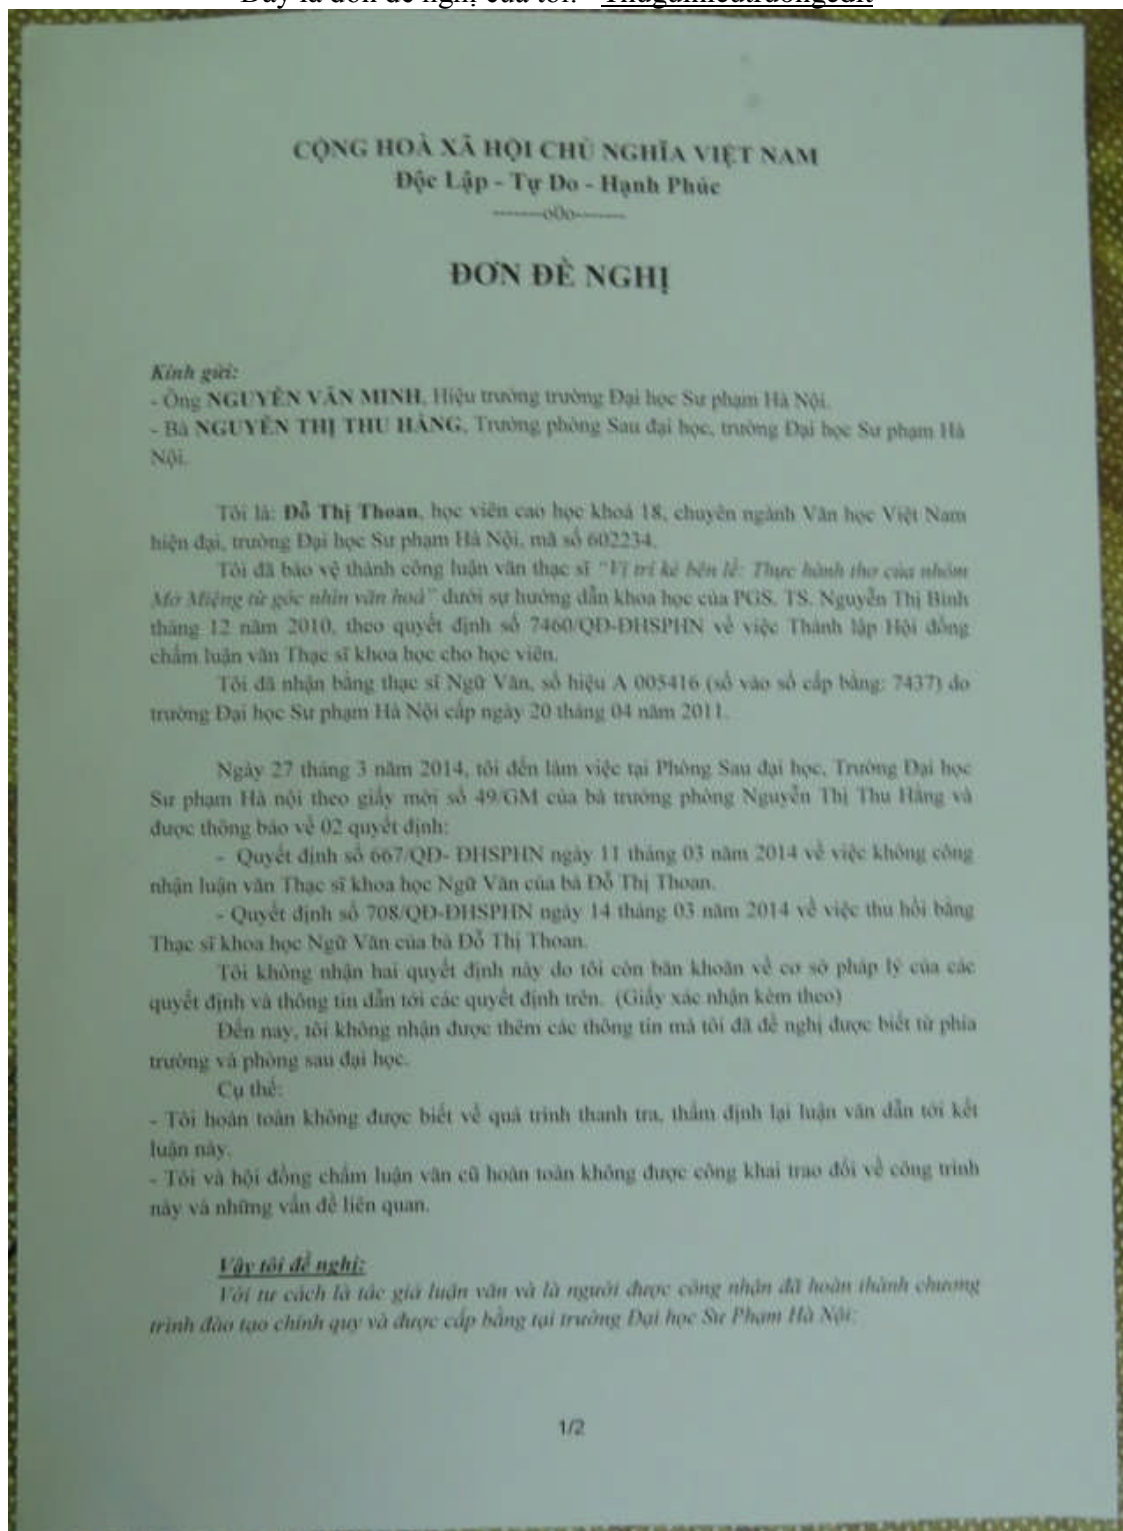 CỘNG HOÀ XÃ HỘI CHỦ NGHĨA VIỆT NAM
Độc Lập - Tự Do - Hạnh Phúc
--------o0o--------
ĐƠN ĐỀ NGHỊ
Kính gửi:
- Ông NGUYỄN VĂN MINH, Hiệu trưởng trường Đại học Sư phạm Hà Nội.
- Bà NGUYỄN THỊ THU HẰNG, Trưởng phòng Sau đại học, trường Đại học Sư phạm Hà
Nội.
Tôi là: Đỗ Thị Thoan, học viên cao học khoá 18, chuyên ngành Văn học Việt Nam
hiện đại, trường Đại học Sư phạm Hà Nội, mã số 602234.
Tôi đã bảo vệ thành công luận văn thạc sĩ "Vị trí kẻ bên lề: Thực hành thơ của nhóm
Mở Miệng từ góc nhìn văn hoá" dưới sự hướng dẫn khoa học của PGS. TS. Nguyễn Thị Bình
tháng 12 năm 2010, theo quyết định số 7460/QĐ-ĐHSPHN về việc Thành lập Hội đồng
chấm luận văn Thạc sĩ khoa học cho học viên.
Tôi đã nhận bằng thạc sĩ Ngữ Văn, số hiệu A 005416 (số vào sổ cấp bằng: 7437) do
trường Đại học Sư phạm Hà Nội cấp ngày 20 tháng 04 năm 2011.
Ngày 27 tháng 3 năm 2014, tôi đến làm việc tại Phòng Sau đại học, Trường Đại học
Sư phạm Hà nội theo giấy mời số 49/GM của bà trưởng phòng Nguyễn Thị Thu Hằng và
được thông báo về 02 quyết định:
- Quyết định số 667/QĐ- ĐHSPHN ngày 11 tháng 03 năm 2014 về việc không công
nhận luận văn Thạc sĩ khoa học Ngữ Văn của bà Đỗ Thị Thoan.
- Quyết định số 708/QĐ-ĐHSPHN ngày 14 tháng 03 năm 2014 về việc thu hồi bằng
Thạc sĩ khoa học Ngữ Văn của bà Đỗ Thị Thoan.
Tôi không nhận hai quyết định này do tôi còn băn khoăn về cơ sở pháp lý của các
quyết định và thông tin dẫn tới các quyết định trên. (Giấy xác nhận kèm theo)
Đến nay, tôi không nhận được thêm các thông tin mà tôi đã đề nghị được biết từ phía
trường và phòng sau đại học.
Cụ thể:
- Tôi hoàn toàn không được biết về quá trình thanh tra, thẩm định lại luận văn dẫn tới kết
luận này.
- Tôi và hội đồng chấm luận văn cũ hoàn toàn không được công khai trao đổi về công trình
này và những vấn đề liên quan.
Vậy tôi đề nghị:
Với tư cách là tác giả luận văn và là người được công nhận đã hoàn thành chương
trình đào tạo chính quy và được cấp bằng tại trường Đại học Sư Phạm Hà Nội:
1/2